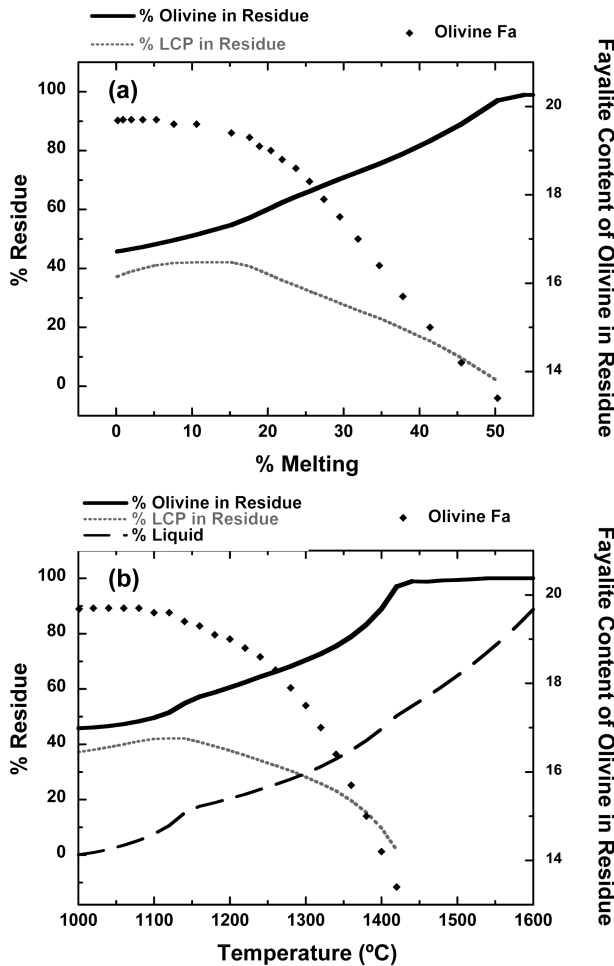 % Olivine in Residue
% LCP in Residue
Olivine Fa
(a)
100
80
60
40
20
0
% Residue
20
18
16
14
Fayalite Content of Olivine in Residue
0 10 20 30 40 50
% Melting
% Olivine in Residue
% LCP in Residue
% Liquid
Olivine Fa
(b)
100
80
60
40
20
0
% Residue
20
18
16
14
Fayalite Content of Olivine in Residue
1000 1100 1200 1300 1400 1500 1600
Temperature (ºC)